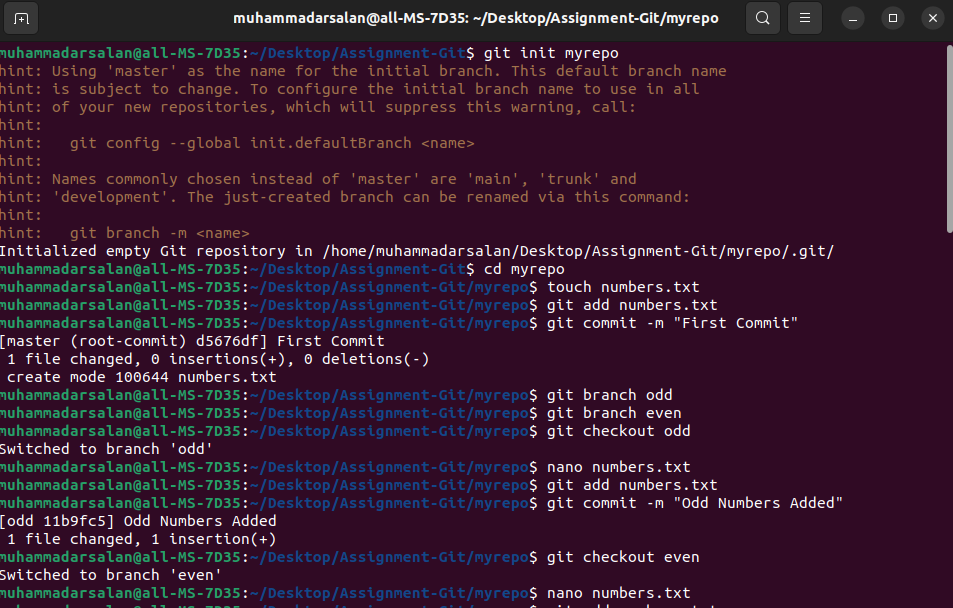 muhammadarsalan@all-MS-7D35: ~/Desktop/Assignment-Git/myrepo
muhammadarsalan@all-MS-7D35:~/Desktop/Assignment-Git$ git init myrepo
hint: Using 'master' as the name for the initial branch. This default branch name
hint: is subject to change. To configure the initial branch name to use in all
hint: of your new repositories, which will suppress this warning, call:
hint:
hint:   git config --global init.defaultBranch <name>
hint:
hint: Names commonly chosen instead of 'master' are 'main', 'trunk' and
hint: 'development'. The just-created branch can be renamed via this command:
hint:
hint:   git branch -m <name>
Initialized empty Git repository in /home/muhammadarsalan/Desktop/Assignment-Git/myrepo/.git/
muhammadarsalan@all-MS-7D35:~/Desktop/Assignment-Git$ cd myrepo
muhammadarsalan@all-MS-7D35:~/Desktop/Assignment-Git/myrepo$ touch numbers.txt
muhammadarsalan@all-MS-7D35:~/Desktop/Assignment-Git/myrepo$ git add numbers.txt
muhammadarsalan@all-MS-7D35:~/Desktop/Assignment-Git/myrepo$ git commit -m "First Commit"
[master (root-commit) d5676df] First Commit
 1 file changed, 0 insertions(+), 0 deletions(-)
 create mode 100644 numbers.txt
muhammadarsalan@all-MS-7D35:~/Desktop/Assignment-Git/myrepo$ git branch odd
muhammadarsalan@all-MS-7D35:~/Desktop/Assignment-Git/myrepo$ git branch even
muhammadarsalan@all-MS-7D35:~/Desktop/Assignment-Git/myrepo$ git checkout odd
Switched to branch 'odd'
muhammadarsalan@all-MS-7D35:~/Desktop/Assignment-Git/myrepo$ nano numbers.txt
muhammadarsalan@all-MS-7D35:~/Desktop/Assignment-Git/myrepo$ git add numbers.txt
muhammadarsalan@all-MS-7D35:~/Desktop/Assignment-Git/myrepo$ git commit -m "Odd Numbers Added"
[odd 11b9fc5] Odd Numbers Added
 1 file changed, 1 insertion(+)
muhammadarsalan@all-MS-7D35:~/Desktop/Assignment-Git/myrepo$ git checkout even
Switched to branch 'even'
muhammadarsalan@all-MS-7D35:~/Desktop/Assignment-Git/myrepo$ nano numbers.txt